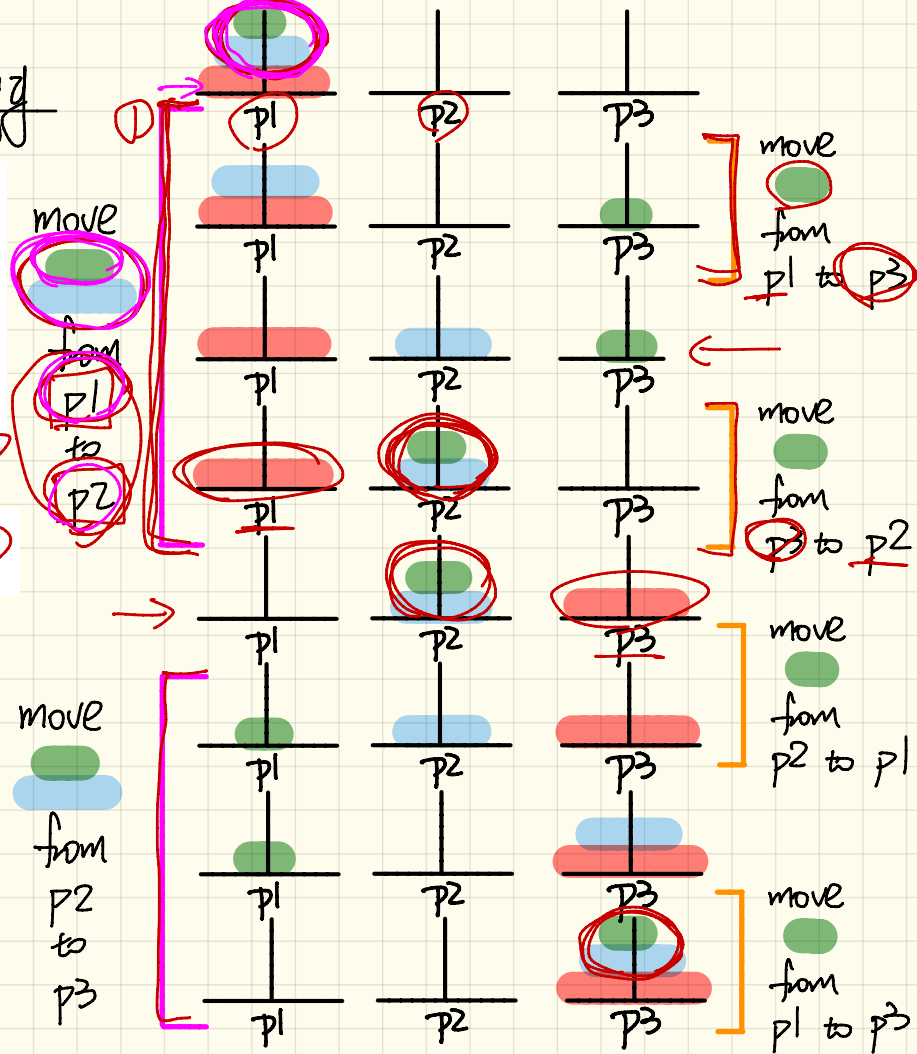 ①
p1 p2 p3
move
from
p1 to p3
p1 p2 p3
move
from
p1
to
p2
p1 p2 p3
move
from
p3 to p2
p1 p2 p3
p1 p2 p3
move
from
p2 to p1
p1 p2 p3
move
from
p2
to
p3
p1 p2 p3
move
from
p1 to p3
p1 p2 p3